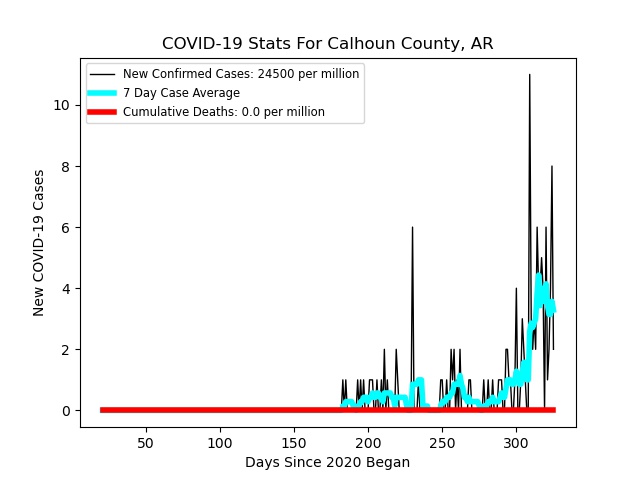 COVID-19 Stats For Calhoun County, AR
New Confirmed Cases: 24500 per million
7 Day Case Average
Cumulative Deaths: 0.0 per million
New COVID-19 Cases
10
8
6
4
2
0
50 100 150 200 250 300
Days Since 2020 Began